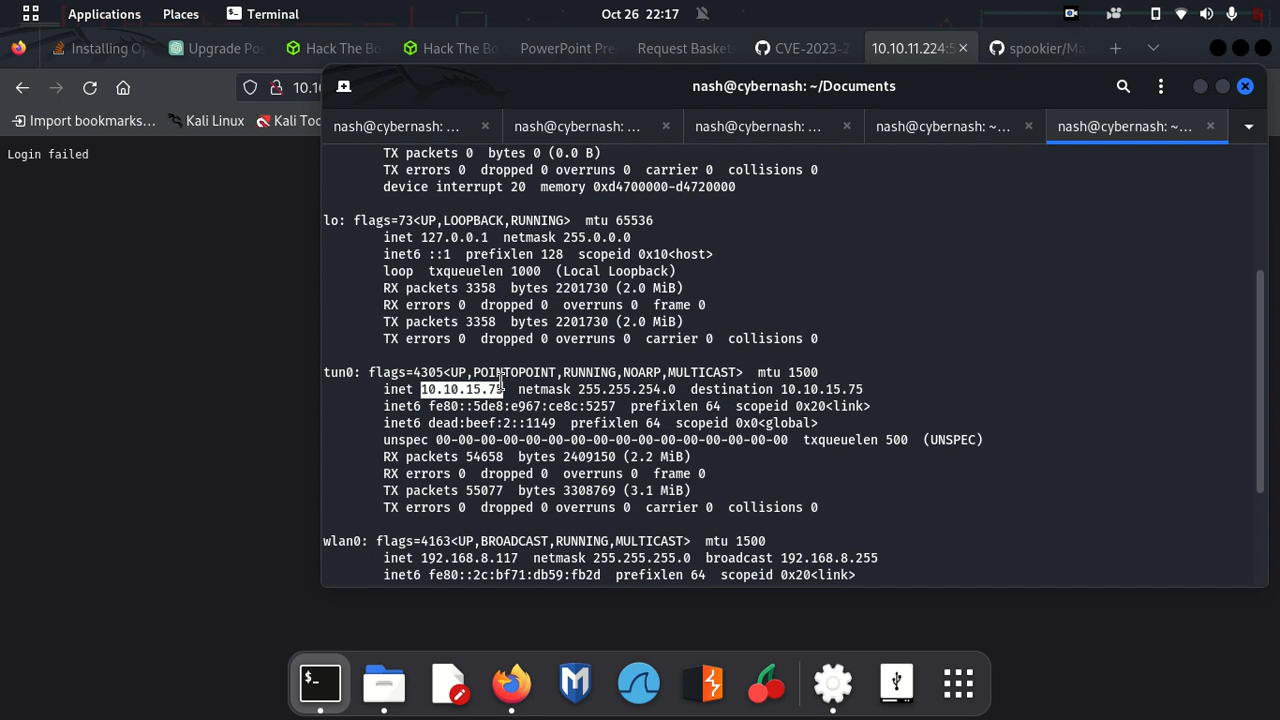 Applications Places Terminal Oct 26 22:17
Installing Op Upgrade Po Hack The Bo Hack The Bo PowerPoint Pre Request Basket CVE-2023-2 10.10.11.224:5 spookier/Ma
10.10
nash@cybernash: ~/Documents
Import bookmarks... Kali Linux Kali Too
nash@cybernash: ... nash@cybernash: ... nash@cybernash: ... nash@cybernash: ~... nash@cybernash: ~...
Login failed
TX packets 0 bytes 0 (0.0 B)
TX errors 0 dropped 0 overruns 0 carrier 0 collisions 0
device interrupt 20 memory 0xd4700000-d4720000
lo: flags=73<UP,LOOPBACK,RUNNING> mtu 65536
inet 127.0.0.1 netmask 255.0.0.0
inet6 ::1 prefixlen 128 scopeid 0x10<host>
loop txqueuelen 1000 (Local Loopback)
RX packets 3358 bytes 2201730 (2.0 MiB)
RX errors 0 dropped 0 overruns 0 frame 0
TX packets 3358 bytes 2201730 (2.0 MiB)
TX errors 0 dropped 0 overruns 0 carrier 0 collisions 0
tun0: flags=4305<UP,POINTOPOINT,RUNNING,NOARP,MULTICAST> mtu 1500
inet 10.10.15.75 netmask 255.255.254.0 destination 10.10.15.75
inet6 fe80::5de8:e967:ce8c:5257 prefixlen 64 scopeid 0x20<link>
inet6 dead:beef:2::1149 prefixlen 64 scopeid 0x0<global>
unspec 00-00-00-00-00-00-00-00-00-00-00-00-00-00-00-00 txqueuelen 500 (UNSPEC)
RX packets 54658 bytes 2409150 (2.2 MiB)
RX errors 0 dropped 0 overruns 0 frame 0
TX packets 55077 bytes 3308769 (3.1 MiB)
TX errors 0 dropped 0 overruns 0 carrier 0 collisions 0
wlan0: flags=4163<UP,BROADCAST,RUNNING,MULTICAST> mtu 1500
inet 192.168.8.117 netmask 255.255.255.0 broadcast 192.168.8.255
inet6 fe80::2c:bf71:db59:fb2d prefixlen 64 scopeid 0x20<link>